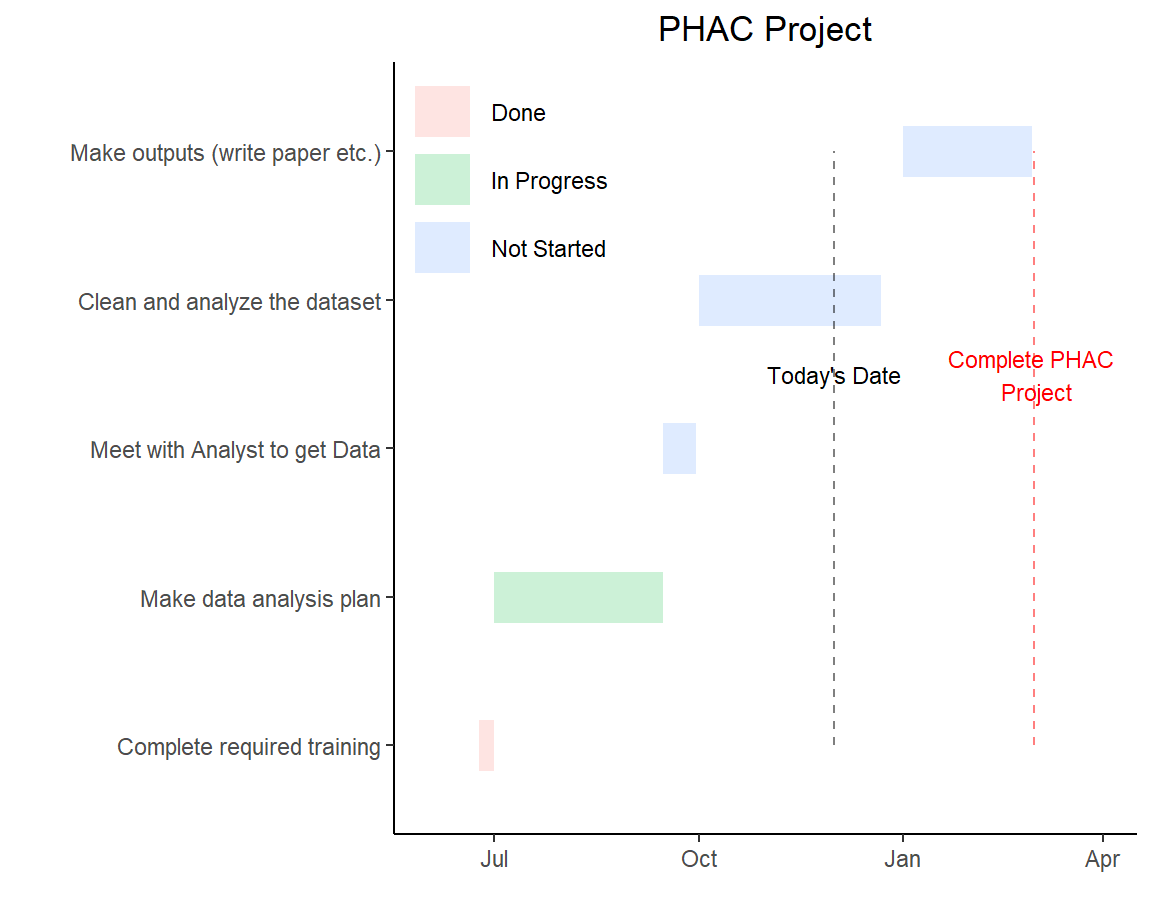 PHAC Project
Done
Make outputs (write paper etc.)
In Progress
Not Started
Clean and analyze the dataset
Complete PHAC
Project
Today's Date
Meet with Analyst to get Data
Make data analysis plan
Complete required training
Jul
Oct
Jan
Apr